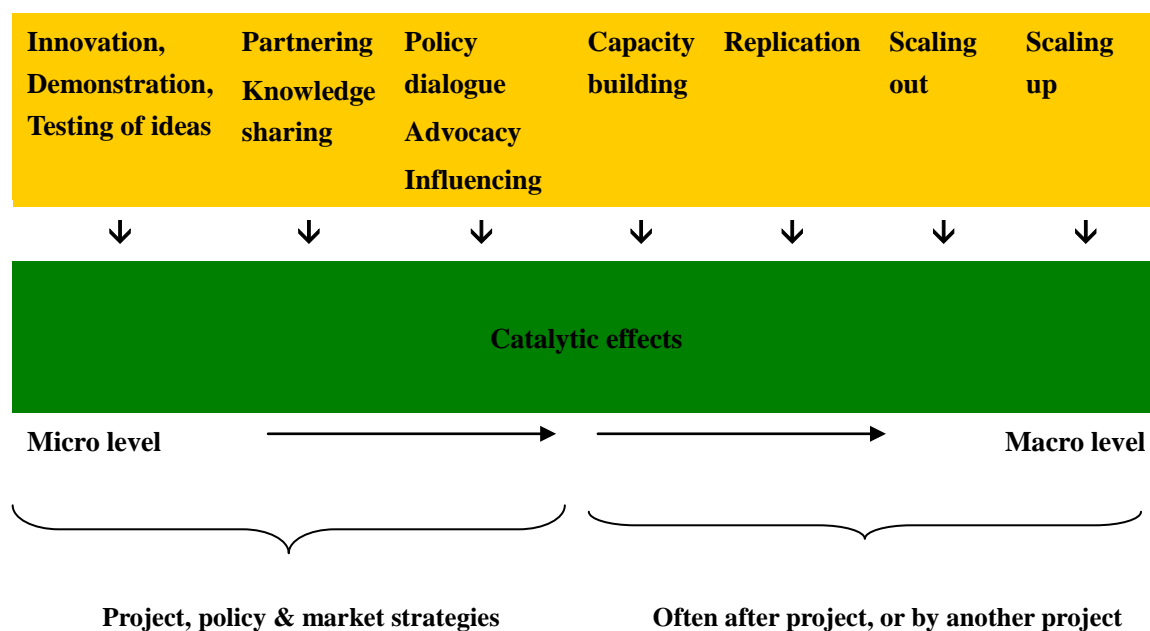 Innovation,
Demonstration,
Testing of ideas
Partnering
Knowledge
sharing
Policy
dialogue
Advocacy
Influencing
Capacity
building
Replication
Scaling
out
Scaling
up
Catalytic effects
Micro level
Macro level
Project, policy & market strategies
Often after project, or by another project